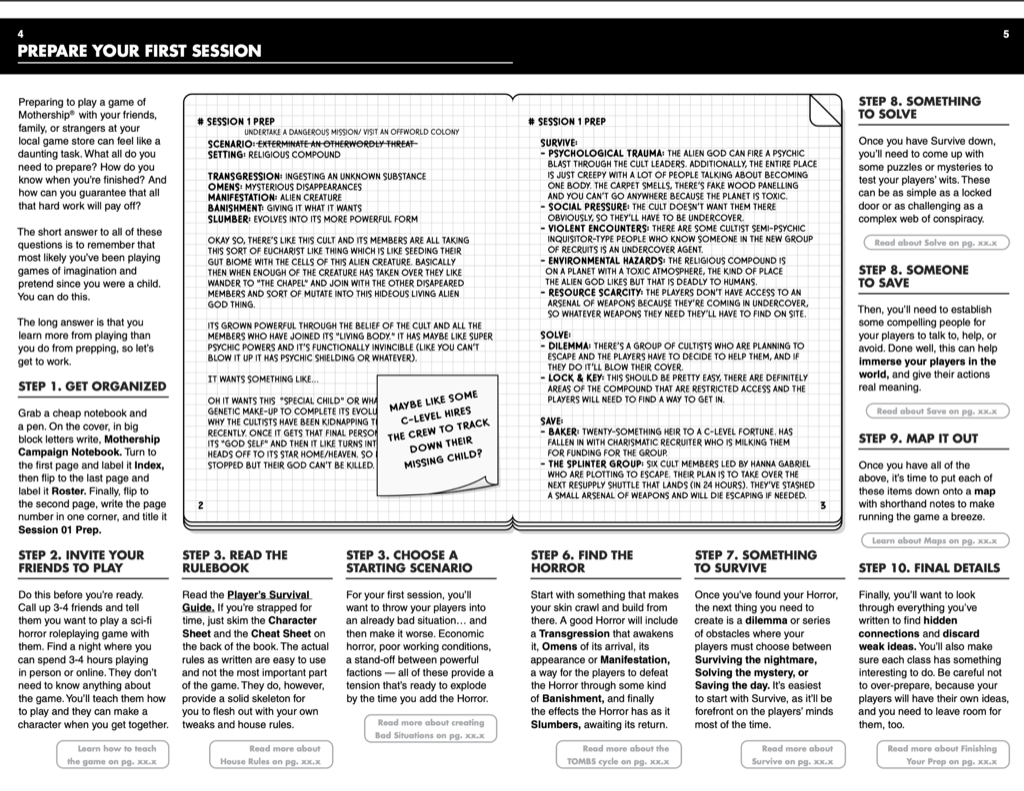 4
5
PREPARE YOUR FIRST SESSION
Preparing to play a game of
Mothership® with your friends,
family, or strangers at your
local game store can feel like a
daunting task. What all do you
need to prepare? How do you
know when you're finished? And
how can you guarantee that all
that hard work will pay off?
The short answer to all of these
questions is to remember that
most likely you've been playing
games of imagination and
pretend since you were a child.
You can do this.
The long answer is that you
learn more from playing than
you do from prepping, so let's
get to work.
STEP 1. GET ORGANIZED
Grab a cheap notebook and
a pen. On the cover, in big
block letters write, Mothership
Campaign Notebook. Turn to
the first page and label it Index,
then flip to the last page and
label it Roster. Finally, flip to
the second page, write the page
number in one corner, and title it
Session 01 Prep.
# SESSION 1 PREP
UNDERTAKE A DANGEROUS MISSION/ VISIT AN OFFWORLD COLONY
SCENARIO: EXTERMINATE AN OTHERWORDLY THREAT
SETTING: RELIGIOUS COMPOUND
TRANSGRESSION: INGESTING AN UNKNOWN SUBSTANCE
OMENS: MYSTERIOUS DISAPPEARANCES
MANIFESTATION: ALIEN CREATURE
BANISHMENT: GIVING IT WHAT IT WANTS
SLUMBER: EVOLVES INTO ITS MORE POWERFUL FORM
OKAY SO, THERE'S LIKE THIS CULT AND ITS MEMBERS ARE ALL TAKING
THIS SORT OF EUCHARIST LIKE THING WHICH IS LIKE SEEDING THEIR
GUT BIOME WITH THE CELLS OF THIS ALIEN CREATURE. BASICALLY
THEN WHEN ENOUGH OF THE CREATURE HAS TAKEN OVER THEY LIKE
WANDER TO "THE CHAPEL" AND JOIN WITH THE OTHER DISAPEARED
MEMBERS AND SORT OF MUTATE INTO THIS HIDEOUS LIVING ALIEN
GOD THING.
ITS GROWN POWERFUL THROUGH THE BELIEF OF THE CULT AND ALL THE
MEMBERS WHO HAVE JOINED ITS "LIVING BODY." IT HAS MAYBE LIKE SUPER
PSYCHIC POWERS AND IT'S FUNCTIONALLY INVINCIBLE (LIKE YOU CAN'T
BLOW IT UP IT HAS PSYCHIC SHIELDING OR WHATEVER).
IT WANTS SOMETHING LIKE...
OH IT WANTS THIS "SPECIAL CHILD" OR WHA
GENETIC MAKE-UP TO COMPLETE ITS EVOLU
WHY THE CULTISTS HAVE BEEN KIDNAPPING T
RECENTLY. ONCE IT GETS THAT FINAL PERSO
ITS "GOD SELF" AND THEN IT LIKE TURNS INT
HEADS OFF TO ITS STAR HOME/HEAVEN. SO I
STOPPED BUT THEIR GOD CAN'T BE KILLED.
MAYBE LIKE SOME
C-LEVEL HIRES
THE CREW TO TRACK
DOWN THEIR
MISSING CHILD?
2
# SESSION 1 PREP
SURVIVE:
- PSYCHOLOGICAL TRAUMA: THE ALIEN GOD CAN FIRE A PSYCHIC
BLAST THROUGH THE CULT LEADERS. ADDITIONALLY, THE ENTIRE PLACE
IS JUST CREEPY WITH A LOT OF PEOPLE TALKING ABOUT BECOMING
ONE BODY. THE CARPET SMELLS, THERE'S FAKE WOOD PANELLING
AND YOU CAN'T GO ANYWHERE BECAUSE THE PLANET IS TOXIC.
- SOCIAL PRESSURE: THE CULT DOESN'T WANT THEM THERE
OBVIOUSLY, SO THEY'LL HAVE TO BE UNDERCOVER.
- VIOLENT ENCOUNTERS: THERE ARE SOME CULTIST SEMI-PSYCHIC
INQUISITOR-TYPE PEOPLE WHO KNOW SOMEONE IN THE NEW GROUP
OF RECRUITS IS AN UNDERCOVER AGENT.
- ENVIRONMENTAL HAZARDS: THE RELIGIOUS COMPOUND IS
ON A PLANET WITH A TOXIC ATMOSPHERE, THE KIND OF PLACE
THE ALIEN GOD LIKES BUT THAT IS DEADLY TO HUMANS.
- RESOURCE SCARCITY: THE PLAYERS DON'T HAVE ACCESS TO AN
ARSENAL OF WEAPONS BECAUSE THEY'RE COMING IN UNDERCOVER,
SO WHATEVER WEAPONS THEY NEED THEY'LL HAVE TO FIND ON SITE.
SOLVE:
- DILEMMA: THERE'S A GROUP OF CULTISTS WHO ARE PLANNING TO
ESCAPE AND THE PLAYERS HAVE TO DECIDE TO HELP THEM, AND IF
THEY DO IT'LL BLOW THEIR COVER.
- LOCK & KEY: THIS SHOULD BE PRETTY EASY, THERE ARE DEFINITELY
AREAS OF THE COMPOUND THAT ARE RESTRICTED ACCESS AND THE
PLAYERS WILL NEED TO FIND A WAY TO GET IN.
SAVE:
- BAKER: TWENTY-SOMETHING HEIR TO A C-LEVEL FORTUNE. HAS
FALLEN IN WITH CHARISMATIC RECRUITER WHO IS MILKING THEM
FOR FUNDING FOR THE GROUP.
- THE SPLINTER GROUP: SIX CULT MEMBERS LED BY HANNA GABRIEL
WHO ARE PLOTTING TO ESCAPE. THEIR PLAN IS TO TAKE OVER THE
NEXT RESUPPLY SHUTTLE THAT LANDS (IN 24 HOURS). THEY'VE STASHED
A SMALL ARSENAL OF WEAPONS AND WILL DIE ESCAPING IF NEEDED.
3
STEP 2. INVITE YOUR
FRIENDS TO PLAY
Do this before you're ready.
Call up 3-4 friends and tell
them you want to play a sci-fi
horror roleplaying game with
them. Find a night where you
can spend 3-4 hours playing
in person or online. They don't
need to know anything about
the game. You'll teach them how
to play and they can make a
character when you get together.
Learn how to teach
the game on pg. xx.x
STEP 3. READ THE
RULEBOOK
Read the Player's Survival
Guide. If you're strapped for
time, just skim the Character
Sheet and the Cheat Sheet on
the back of the book. The actual
rules as written are easy to use
and not the most important part
of the game. They do, however,
provide a solid skeleton for
you to flesh out with your own
tweaks and house rules.
Read more about
House Rules on pg. xx.x
STEP 3. CHOOSE A
STARTING SCENARIO
For your first session, you'll
want to throw your players into
an already bad situation... and
then make it worse. Economic
horror, poor working conditions,
a stand-off between powerful
factions — all of these provide a
tension that's ready to explode
by the time you add the Horror.
Read more about creating
Bad Situations on pg. xx.x
STEP 6. FIND THE
HORROR
Start with something that makes
your skin crawl and build from
there. A good Horror will include
a Transgression that awakens
it, Omens of its arrival, its
appearance or Manifestation,
a way for the players to defeat
the Horror through some kind
of Banishment, and finally
the effects the Horror has as it
Slumbers, awaiting its return.
Read more about the
TOMBS cycle on pg. xx.x
STEP 7. SOMETHING
TO SURVIVE
Once you've found your Horror,
the next thing you need to
create is a dilemma or series
of obstacles where your
players must choose between
Surviving the nightmare,
Solving the mystery, or
Saving the day. It's easiest
to start with Survive, as it'll be
forefront on the players' minds
most of the time.
Read more about
Survive on pg. xx.x
STEP 8. SOMETHING
TO SOLVE
Once you have Survive down,
you'll need to come up with
some puzzles or mysteries to
test your players' wits. These
can be as simple as a locked
door or as challenging as a
complex web of conspiracy.
Read about Solve on pg. xx.x
STEP 8. SOMEONE
TO SAVE
Then, you'll need to establish
some compelling people for
your players to talk to, help, or
avoid. Done well, this can help
immerse your players in the
world, and give their actions
real meaning.
Read about Save on pg. xx.x
STEP 9. MAP IT OUT
Once you have all of the
above, it's time to put each of
these items down onto a map
with shorthand notes to make
running the game a breeze.
Learn about Maps on pg. xx.x
STEP 10. FINAL DETAILS
Finally, you'll want to look
through everything you've
written to find hidden
connections and discard
weak ideas. You'll also make
sure each class has something
interesting to do. Be careful not
to over-prepare, because your
players will have their own ideas,
and you need to leave room for
them, too.
Read more about Finishing
Your Prep on pg. xx.x